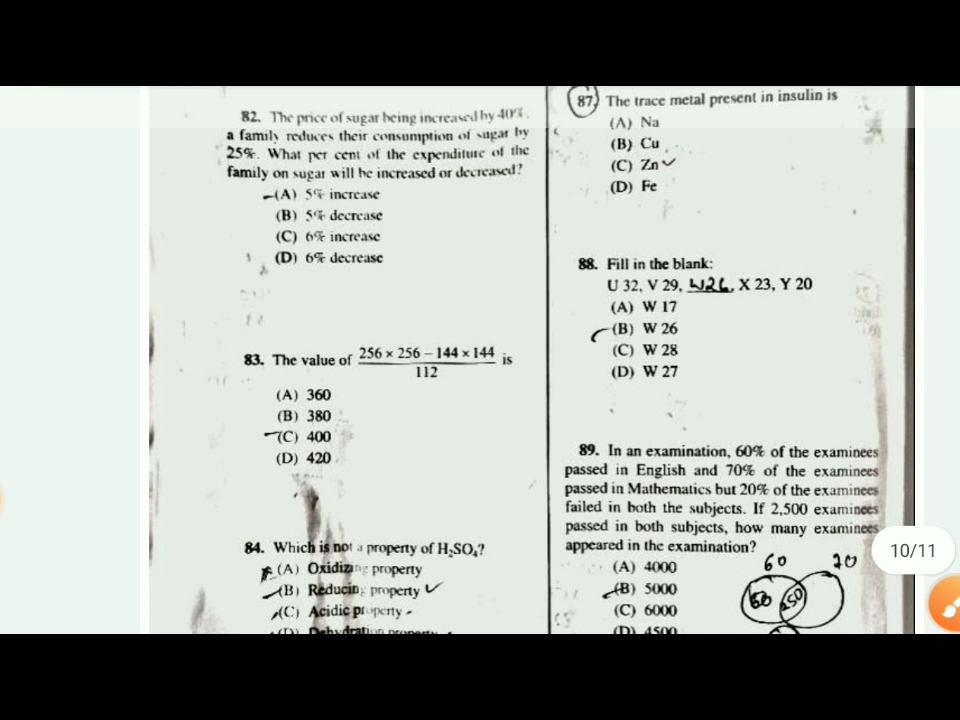 82. The price of sugar being increased by 40%,
a family reduces their consumption of sugar by
25%. What per cent of the expenditure of the
family on sugar will be increased or decreased?
(A) 5% increase
(B) 5% decrease
(C) 6% increase
(D) 6% decrease
83. The value of 256 × 256 – 144 × 144 / 112 is
(A) 360
(B) 380
(C) 400
(D) 420
84. Which is not a property of H₂SO₄?
(A) Oxidizing property
(B) Reducing property
(C) Acidic property
(D) Dehydration property
87. The trace metal present in insulin is
(A) Na
(B) Cu
(C) Zn
(D) Fe
88. Fill in the blank:
U 32, V 29, W26, X 23, Y 20
(A) W 17
(B) W 26
(C) W 28
(D) W 27
89. In an examination, 60% of the examinees
passed in English and 70% of the examinees
passed in Mathematics but 20% of the examinees
failed in both the subjects. If 2,500 examinees
passed in both subjects, how many examinees
appeared in the examination?
60 70
(A) 4000
(B) 5000
(C) 6000
(D) 4500
10/11